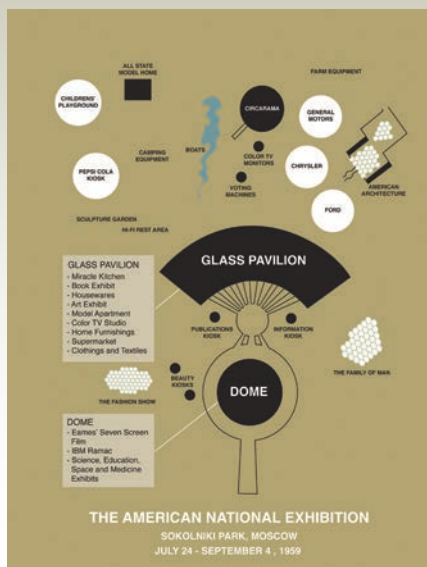 ALL STATE
MODEL HOME
FARM EQUIPMENT
CHILDRENS'
PLAYGROUND
CIRCARAMA
GENERAL
MOTORS
BOATS
CAMPING
EQUIPMENT
COLOR TV
MONITORS
CHRYSLER
PEPSI COLA
KIOSK
VOTING
MACHINES
AMERICAN
ARCHITECTURE
FORD
SCULPTURE GARDEN
HI-FI REST AREA
GLASS PAVILION
GLASS PAVILION
- Miracle Kitchen
- Book Exhibit
- Housewares
- Art Exhibit
- Model Apartment
- Color TV Studio
- Home Furnishings
- Supermarket
- Clothings and Textiles
PUBLICATIONS
KIOSK
INFORMATION
KIOSK
THE FAMILY OF MAN
BEAUTY
KIOSKS
DOME
THE FASHION SHOW
DOME
- Eames' Seven Screen
Film
- IBM Ramac
- Science, Education,
Space and Medicine
Exhibits
THE AMERICAN NATIONAL EXHIBITION
SOKOLNIKI PARK, MOSCOW
JULY 24 - SEPTEMBER 4 , 1959